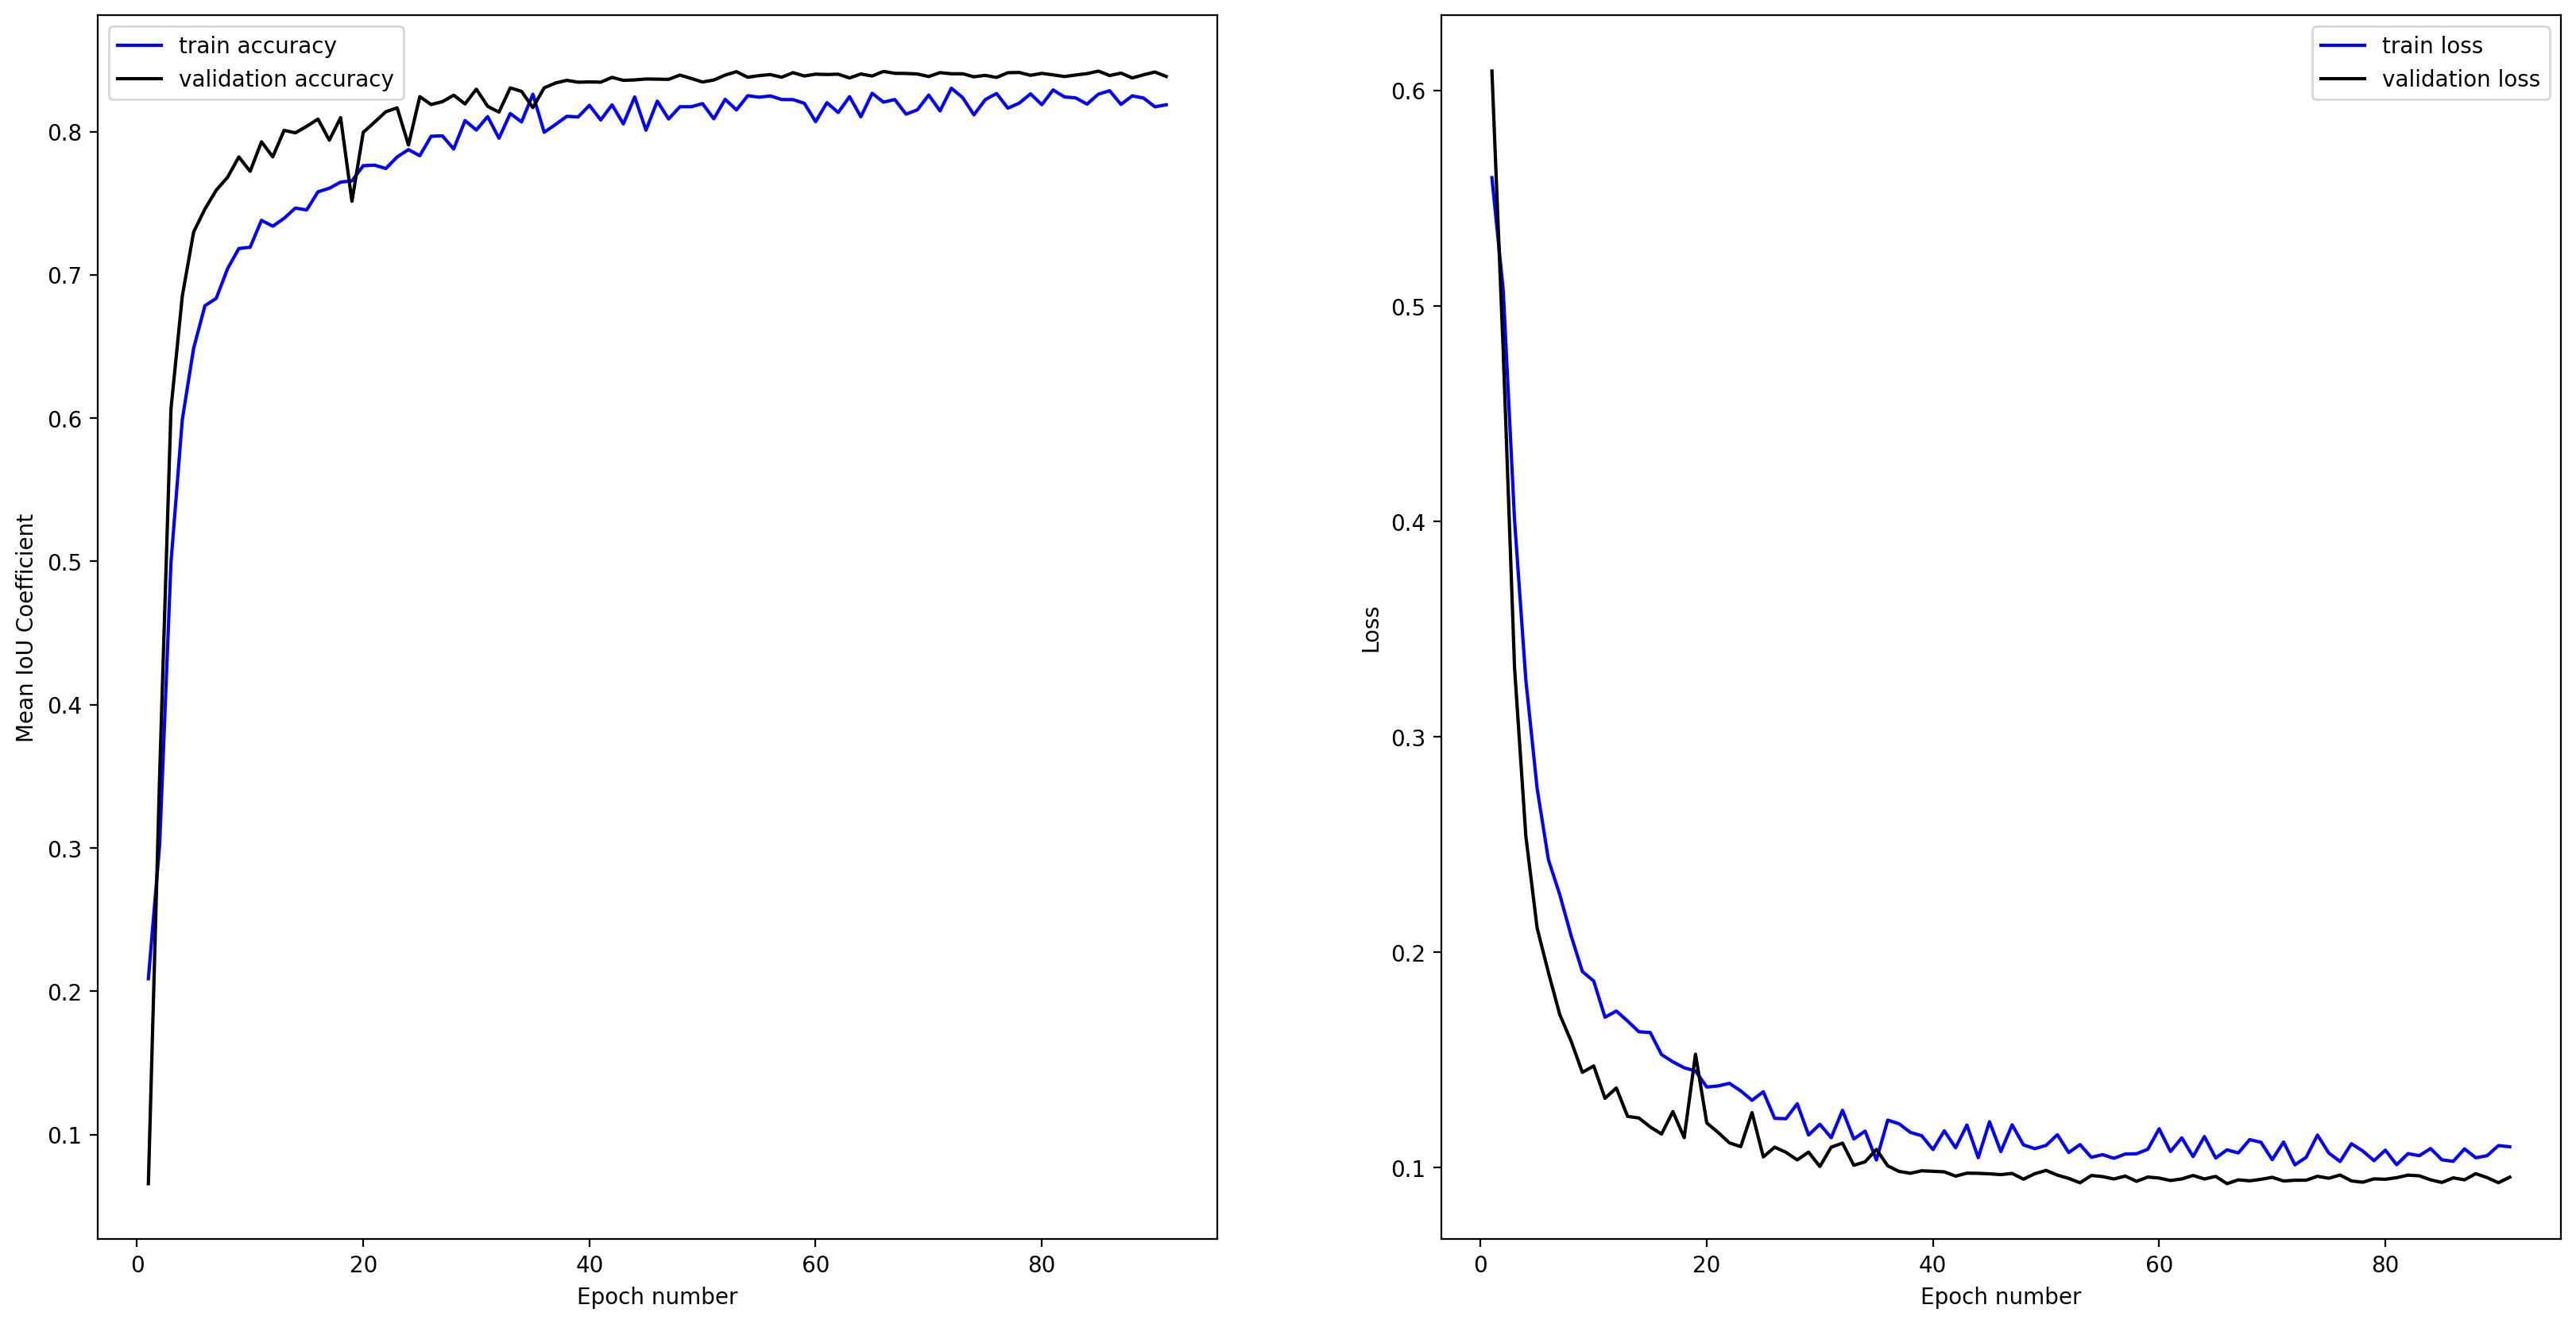 train accuracy
validation accuracy
0.8
0.7
0.6
0.5
0.4
0.3
0.2
0.1
Mean IoU Coefficient
0 20 40 60 80
Epoch number
train loss
validation loss
0.6
0.5
0.4
0.3
0.2
0.1
Loss
0 20 40 60 80
Epoch number